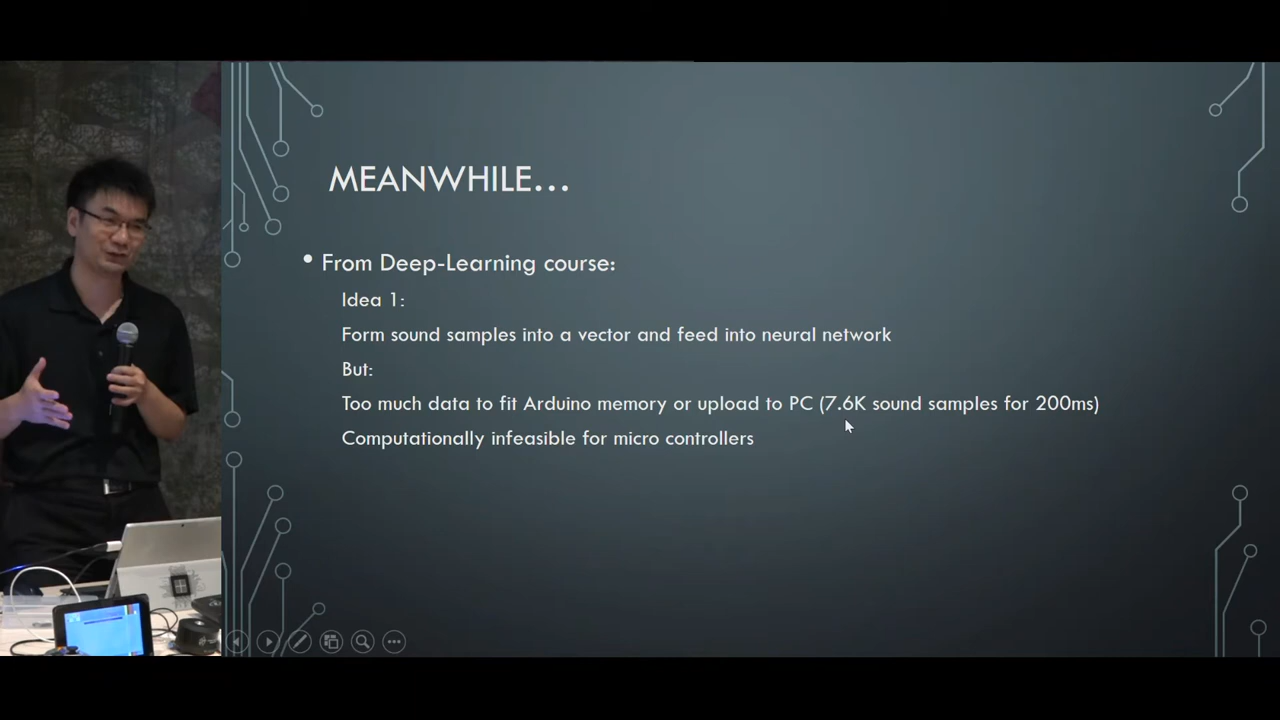 MEANWHILE...
• From Deep-Learning course:
Idea 1:
Form sound samples into a vector and feed into neural network
But:
Too much data to fit Arduino memory or upload to PC (7.6K sound samples for 200ms)
Computationally infeasible for micro controllers